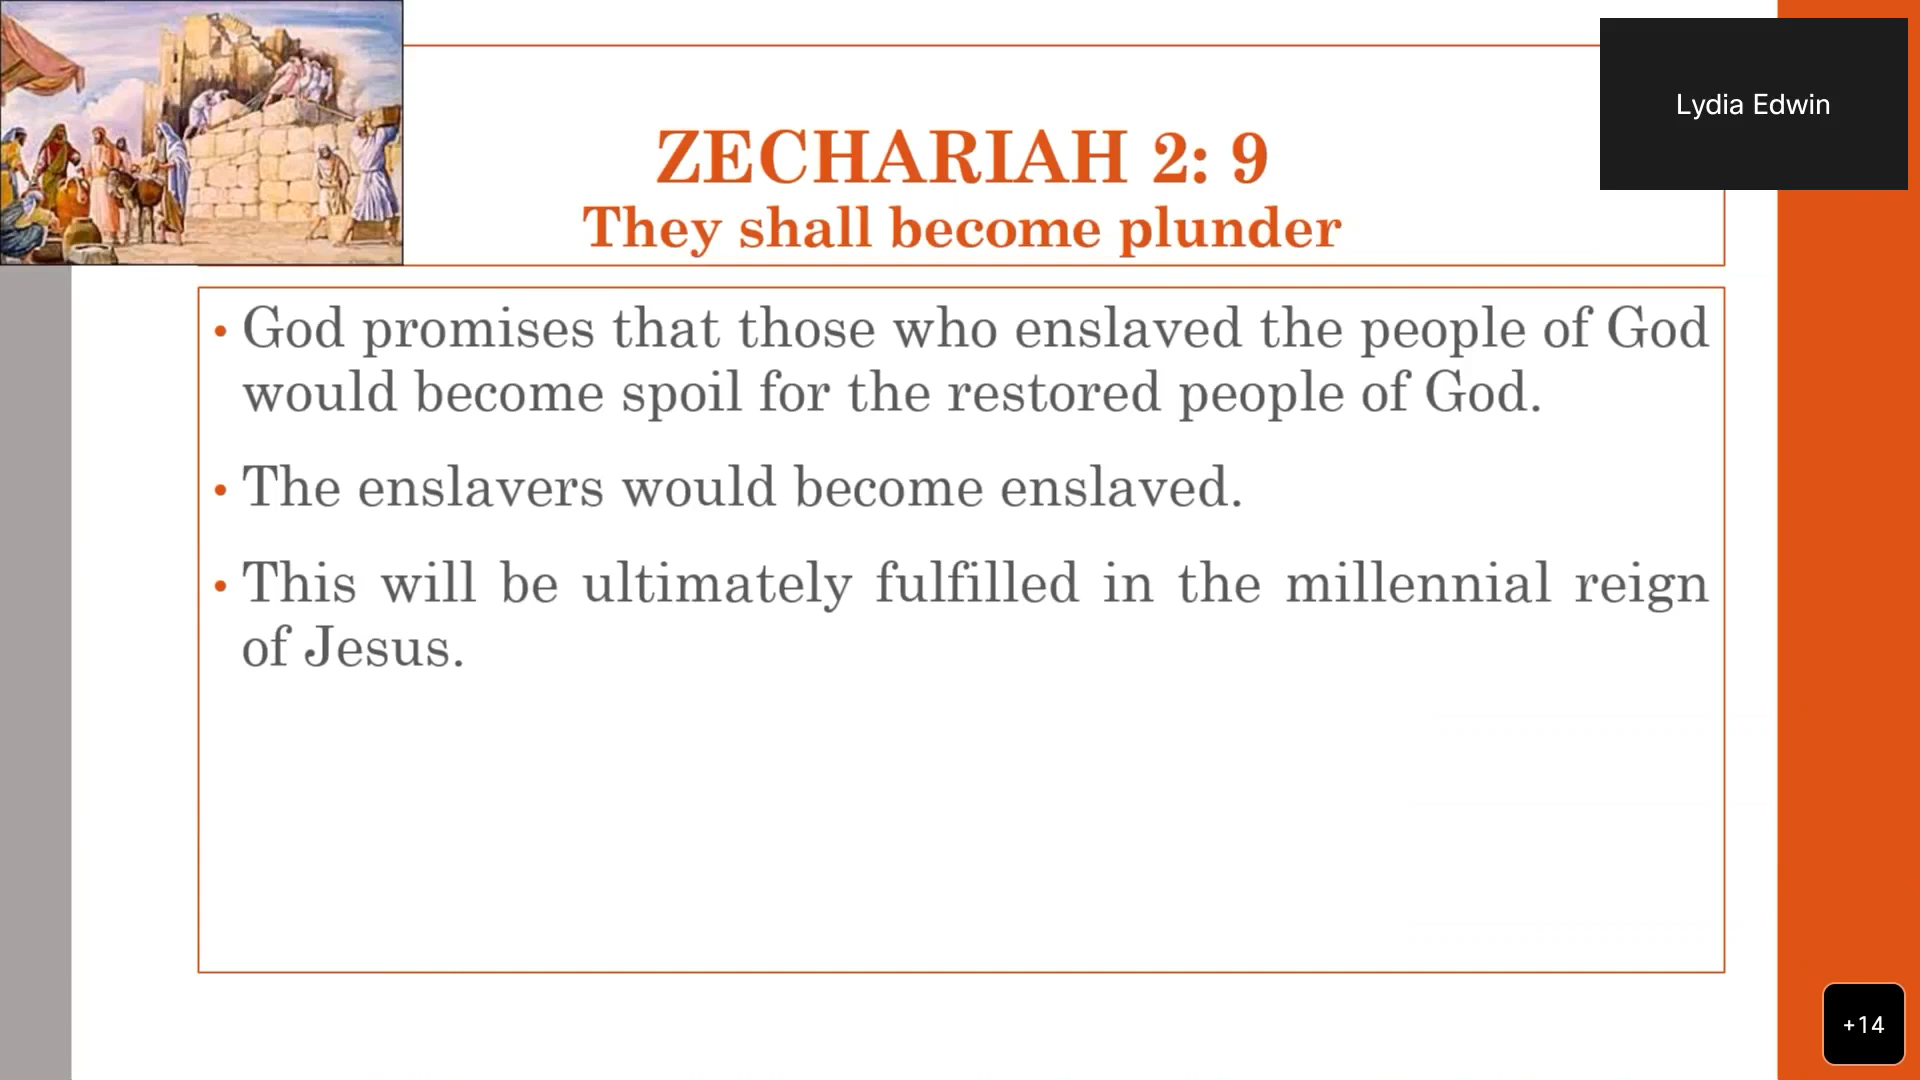 ZECHARIAH 2: 9
They shall become plunder
Lydia Edwin
• God promises that those who enslaved the people of God
would become spoil for the restored people of God.
• The enslavers would become enslaved.
• This will be ultimately fulfilled in the millennial reign
of Jesus.
+14